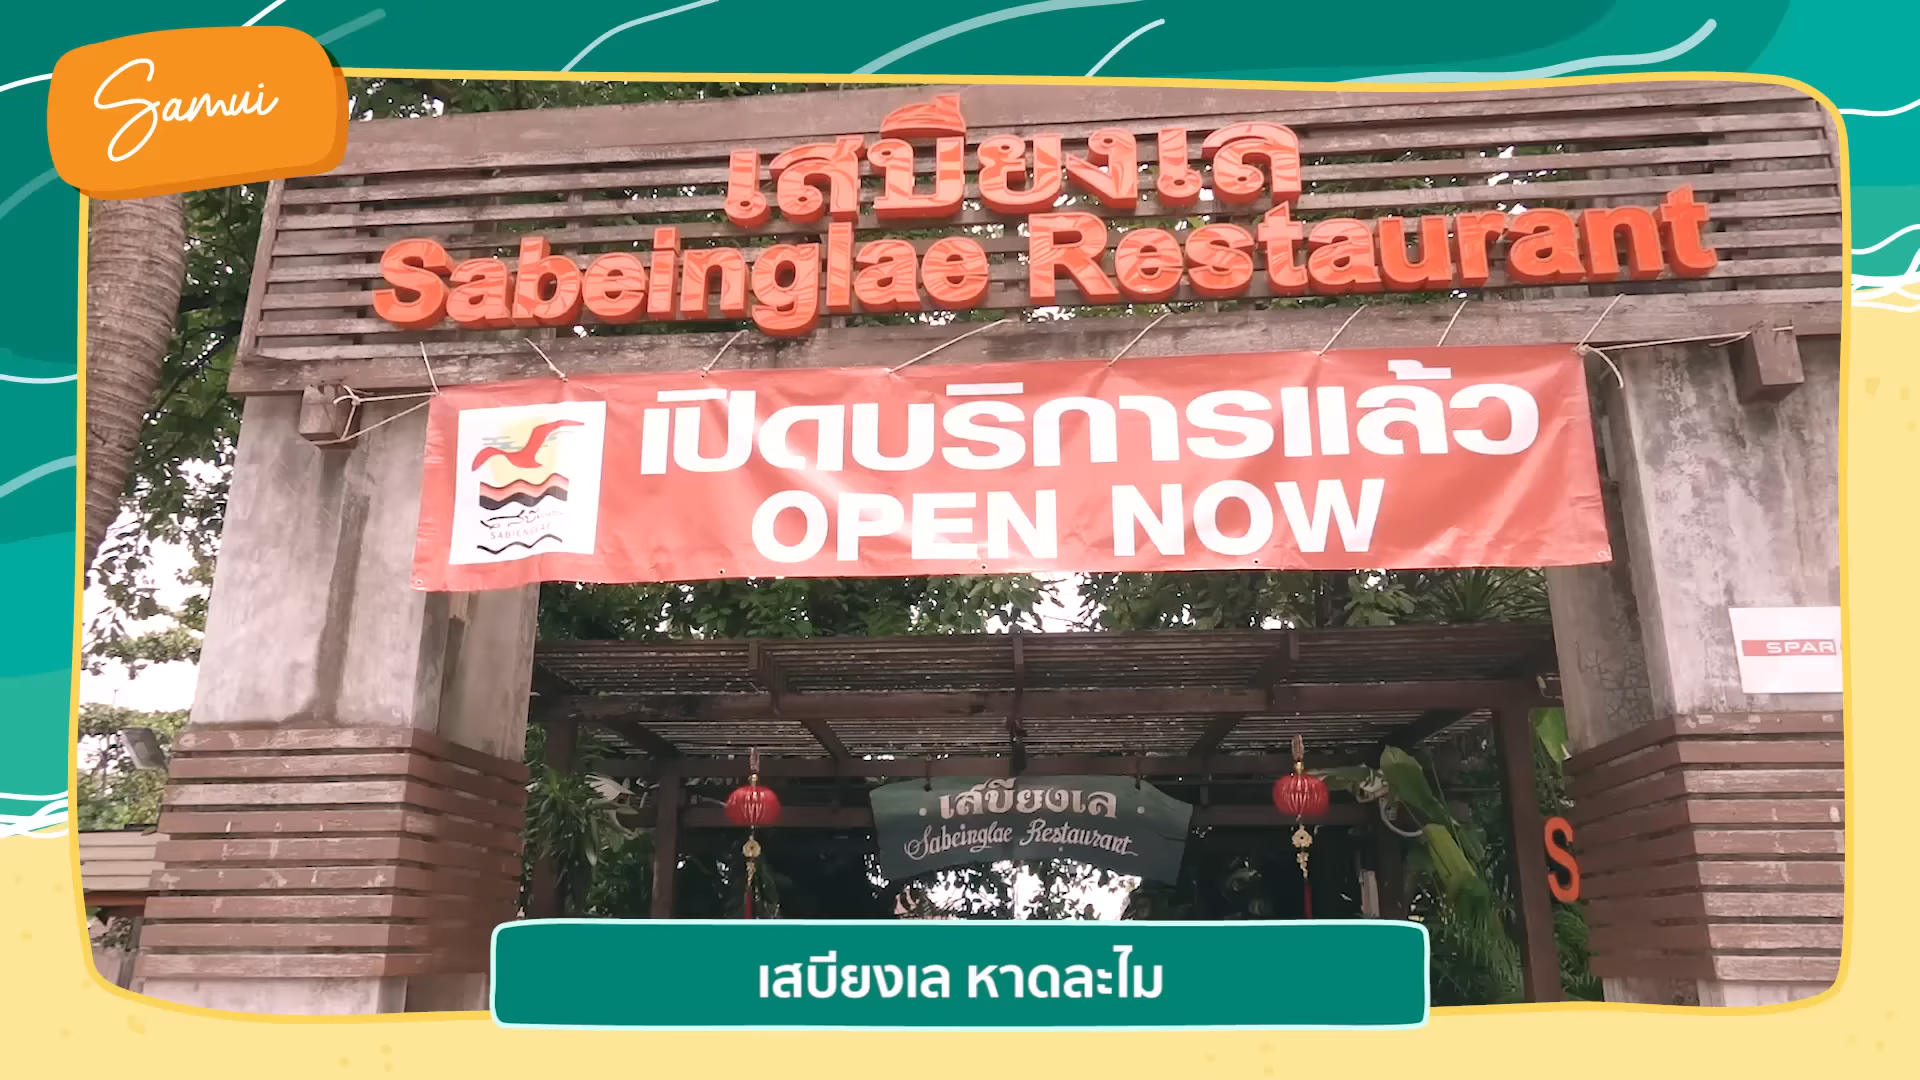 Samui
เสบียงเล
Sabeinglae Restaurant
เปิดบริการแล้ว
OPEN NOW
SABIENGLAE
SPAR
· เสบียงเล ·
Sabeinglae Restaurant
S
เสบียงเล หาดละไม